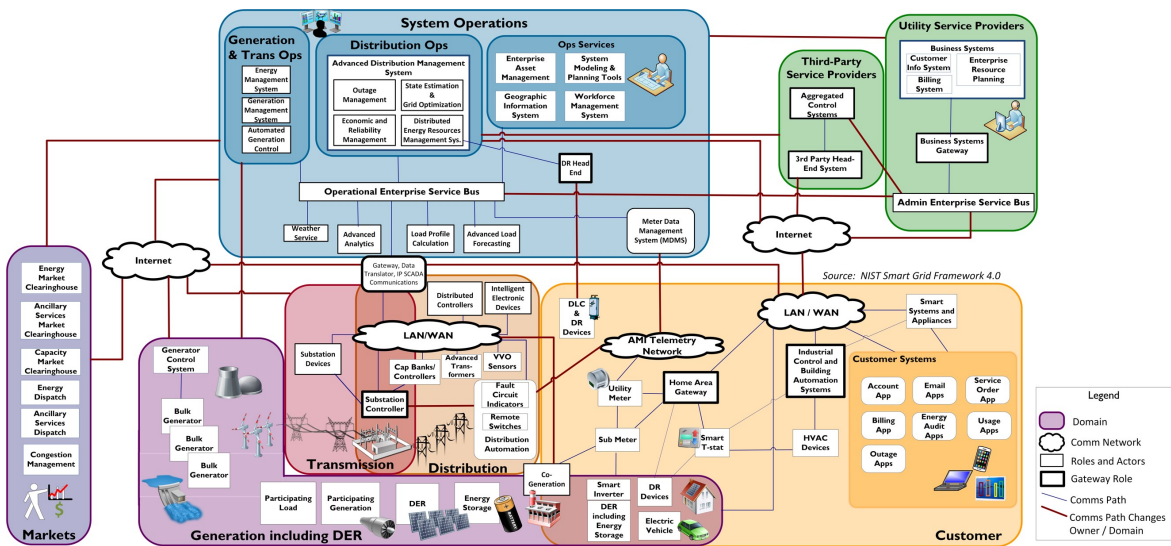 System Operations
Generation
& Trans Ops
Energy
Management
System
Generation
Management
System
Automated
Generation
Control
Distribution Ops
Advanced Distribution Management
System
Outage
Management
State Estimation
& Grid Optimization
Economic and
Reliability
Management
Distributed
Energy Resources
Management Sys.
Ops Services
Enterprise
Asset
Management
System
Modeling &
Planning Tools
Geographic
Information
System
Workforce
Management
System
DR Head
End
Operational Enterprise Service Bus
Weather
Service
Advanced
Analytics
Load Profile
Calculation
Advanced Load
Forecasting
Meter Data
Management
System (MDMS)
Third-Party
Service Providers
Aggregated
Control
Systems
3rd Party Head-
End System
Utility Service Providers
Business Systems
Customer
Info System
Billing
System
Enterprise
Resource
Planning
Business Systems
Gateway
Admin Enterprise Service Bus
Internet
Internet
Source: NIST Smart Grid Framework 4.0
Energy
Market
Clearinghouse
Ancillary
Services
Market
Clearinghouse
Capacity
Market
Clearinghouse
Energy
Dispatch
Ancillary
Services
Dispatch
Congestion
Management
$
Markets
Gateway, Data
Translator, IP SCADA
Communications
Distributed
Controllers
Intelligent
Electronic
Devices
LAN/WAN
Substation
Devices
Cap Banks/
Controllers
Advanced
Trans-
formers
VVO
Sensors
Substation
Controller
Fault
Circuit
Indicators
Remote
Switches
Distribution
Automation
Transmission
Distribution
Generator
Control
System
Bulk
Generator
Bulk
Generator
Bulk
Generator
Participating
Load
Participating
Generation
DER
Energy
Storage
BATTERY
Co-
Generation
Generation including DER
DLC
& DR
Devices
AMI Telemetry
Network
LAN / WAN
Smart
Systems and
Appliances
Utility
Meter
Home Area
Gateway
Industrial
Control and
Building
Automation
Systems
Sub Meter
Smart
T-stat
HVAC
Devices
Smart
Inverter
DR
Devices
DER
including
Energy
Storage
Electric
Vehicle
Customer Systems
Account
App
Email
Apps
Service
Order
App
Billing
App
Energy
Audit
Apps
Usage
Apps
Outage
Apps
Customer
Legend
Domain
Comm Network
Roles and Actors
Gateway Role
Comms Path
Comms Path Changes
Owner / Domain